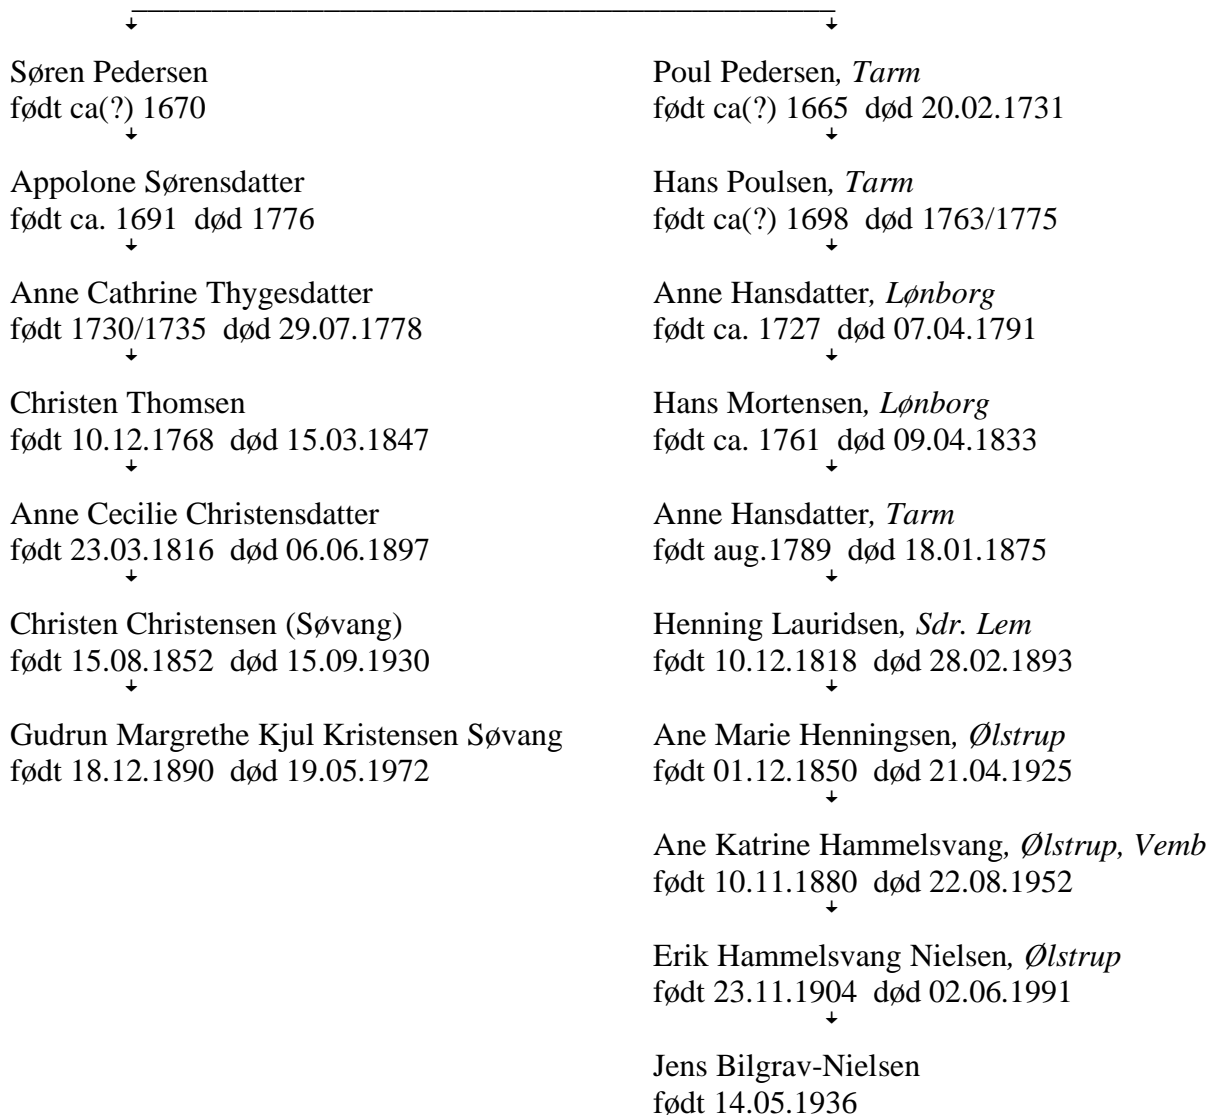 Søren Pedersen
født ca(?) 1670
Appolone Sørensdatter
født ca. 1691 død 1776
Anne Cathrine Thygesdatter
født 1730/1735 død 29.07.1778
Christen Thomsen
født 10.12.1768 død 15.03.1847
Anne Cecilie Christensdatter
født 23.03.1816 død 06.06.1897
Christen Christensen (Søvang)
født 15.08.1852 død 15.09.1930
Gudrun Margrethe Kjul Kristensen Søvang
født 18.12.1890 død 19.05.1972
Poul Pedersen, Tarm
født ca(?) 1665 død 20.02.1731
Hans Poulsen, Tarm
født ca(?) 1698 død 1763/1775
Anne Hansdatter, Lønborg
født ca. 1727 død 07.04.1791
Hans Mortensen, Lønborg
født ca. 1761 død 09.04.1833
Anne Hansdatter, Tarm
født aug.1789 død 18.01.1875
Henning Lauridsen, Sdr. Lem
født 10.12.1818 død 28.02.1893
Ane Marie Henningsen, Ølstrup
født 01.12.1850 død 21.04.1925
Ane Katrine Hammelsvang, Ølstrup, Vemb
født 10.11.1880 død 22.08.1952
Erik Hammelsvang Nielsen, Ølstrup
født 23.11.1904 død 02.06.1991
Jens Bilgrav-Nielsen
født 14.05.1936